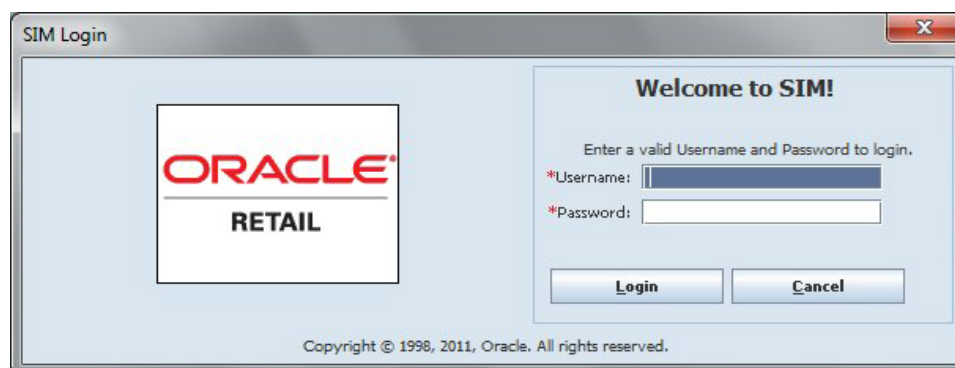 SIM Login
ORACLE
RETAIL
Welcome to SIM!
Enter a valid Username and Password to login.
*Username:
*Password:
Login
Cancel
Copyright © 1998, 2011, Oracle. All rights reserved.